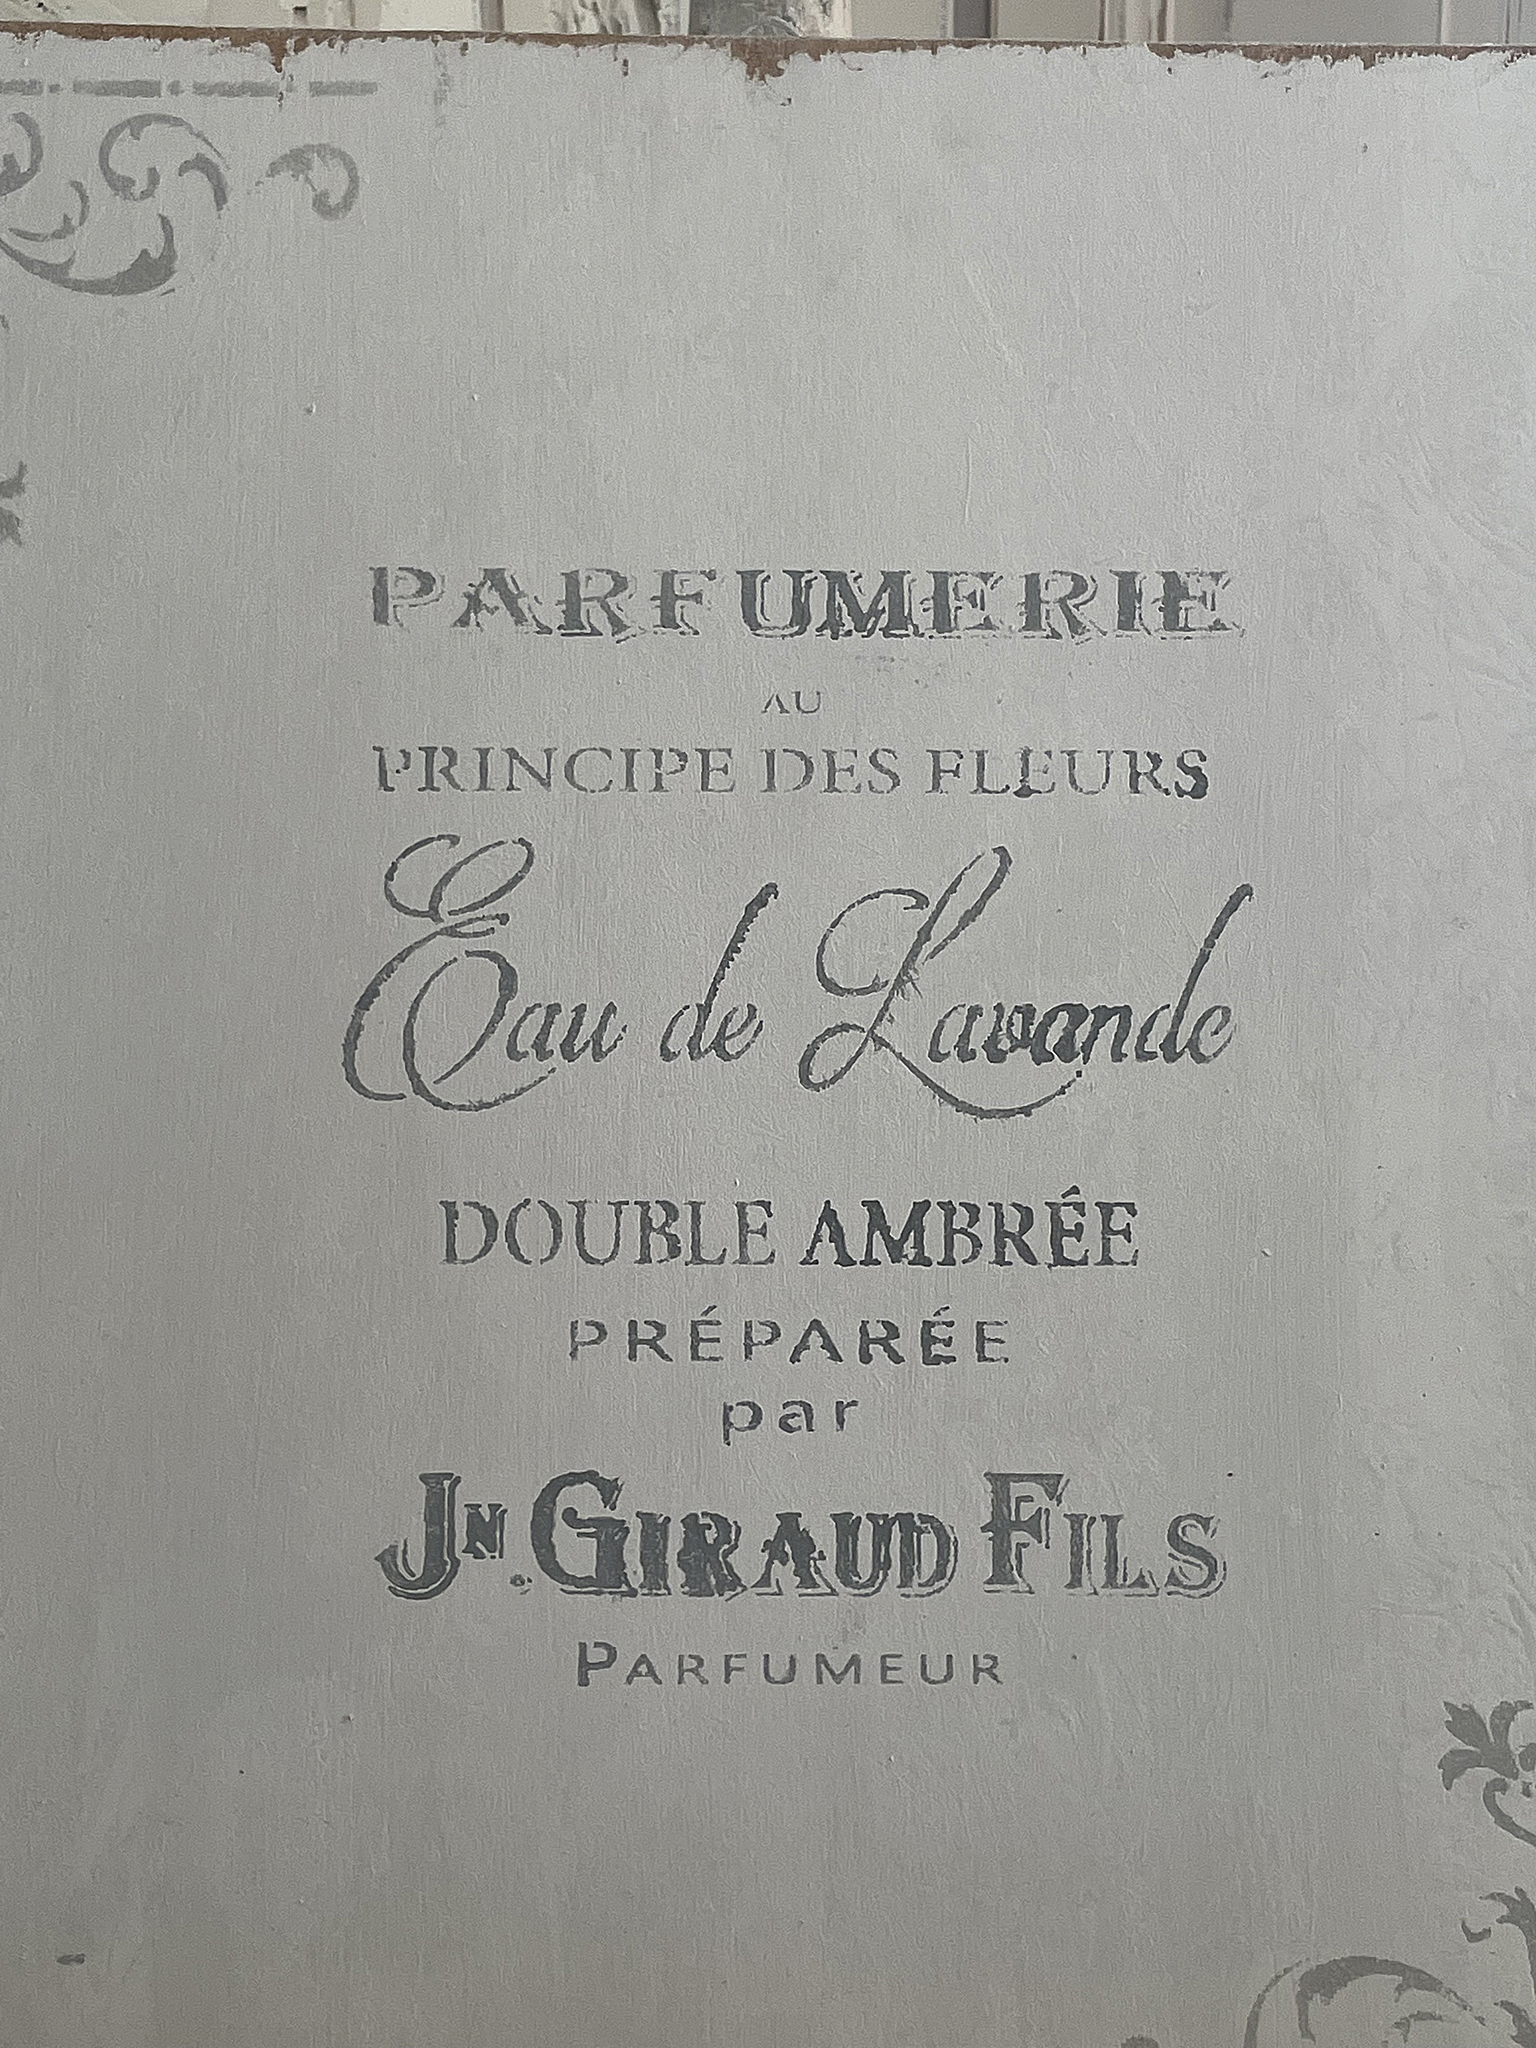 PARFUMERIE
AU
PRINCIPE DES FLEURS
Eau de Lavande
DOUBLE AMBRÉE
PRÉPARÉE
par
JN. GIRAUD FILS
PARFUMEUR